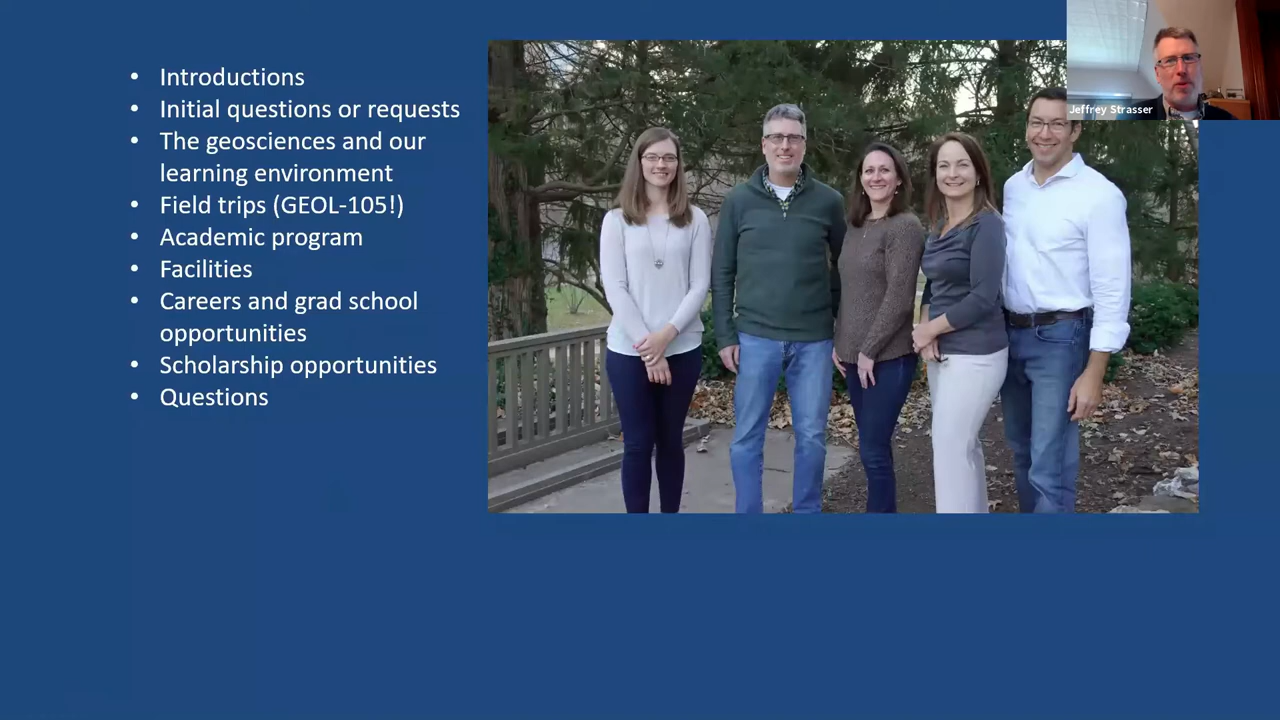 • Introductions
• Initial questions or requests
• The geosciences and our
learning environment
• Field trips (GEOL-105!)
• Academic program
• Facilities
• Careers and grad school
opportunities
• Scholarship opportunities
• Questions
Jeffrey Strasser